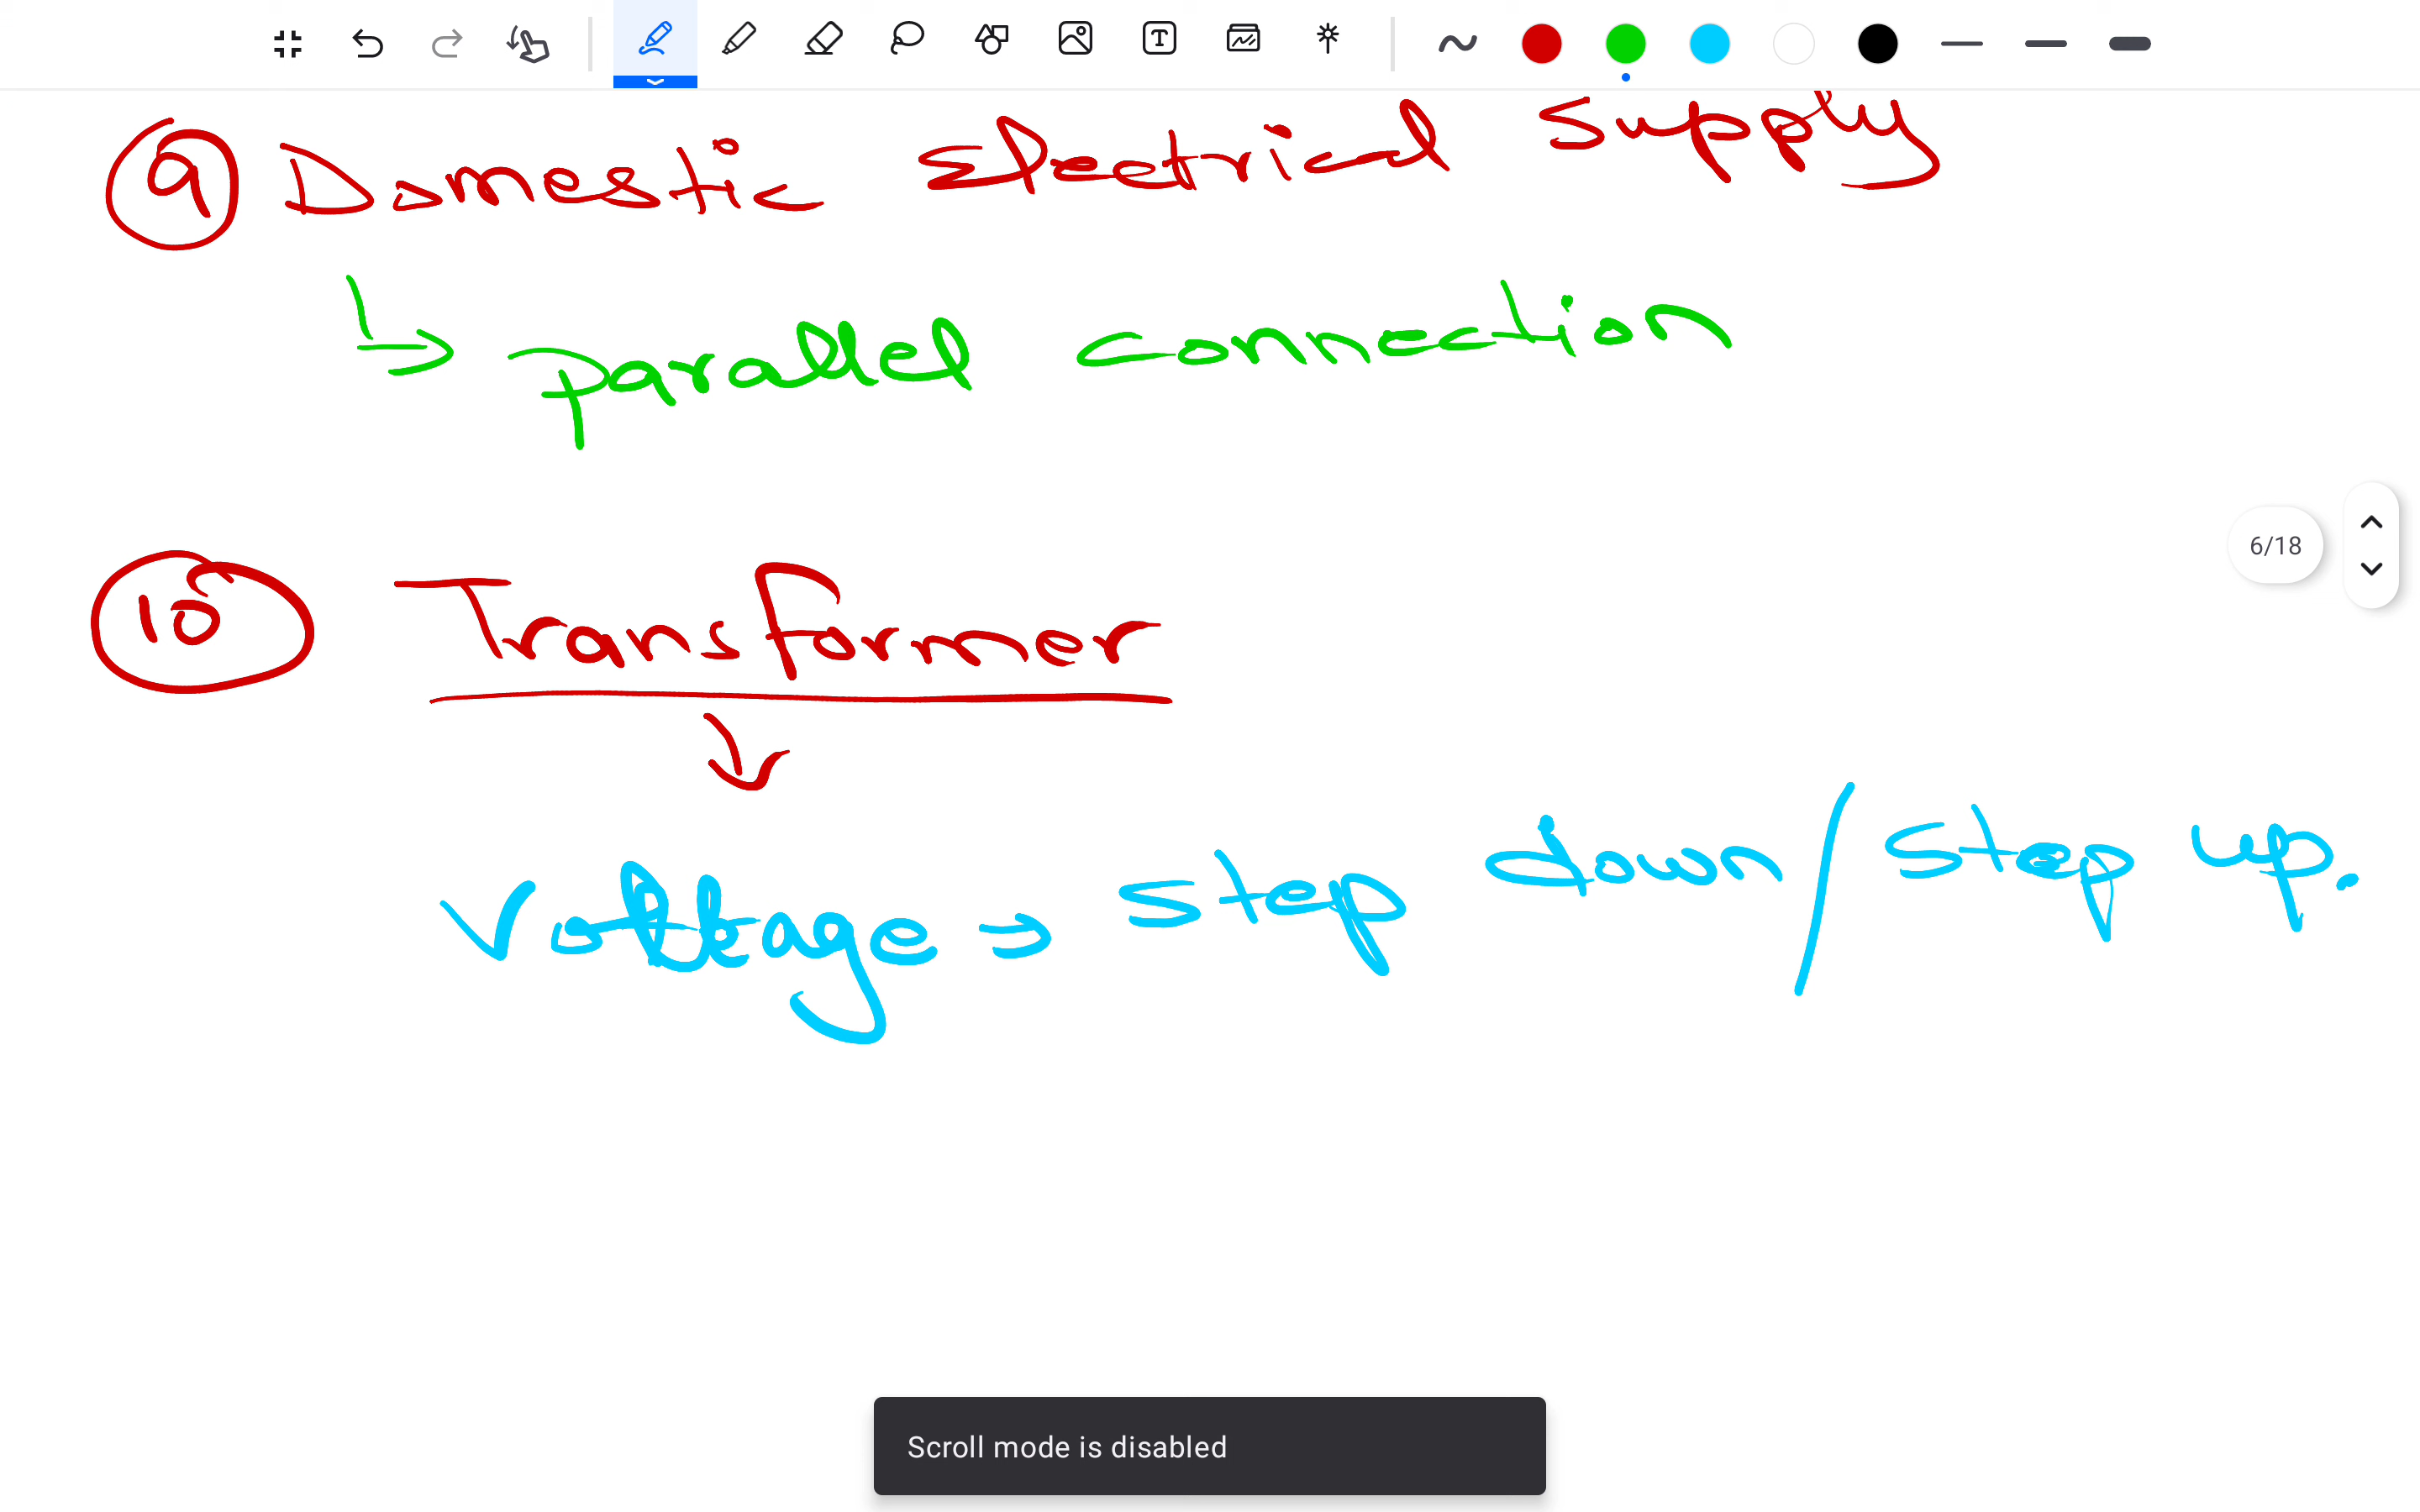 9 Domestic Electrical Supply
↳ parallel connection
6/18
10 Transformer
↓
Voltage → step down / step up.
Scroll mode is disabled